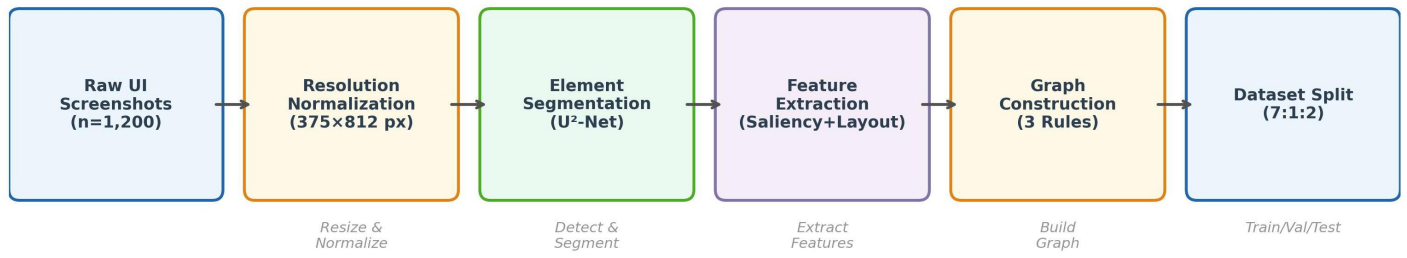 Raw UI
Screenshots
(n=1,200)
Resolution
Normalization
(375×812 px)
Element
Segmentation
(U²-Net)
Feature
Extraction
(Saliency+Layout)
Graph
Construction
(3 Rules)
Dataset Split
(7:1:2)
Resize &
Normalize
Detect &
Segment
Extract
Features
Build
Graph
Train/Val/Test